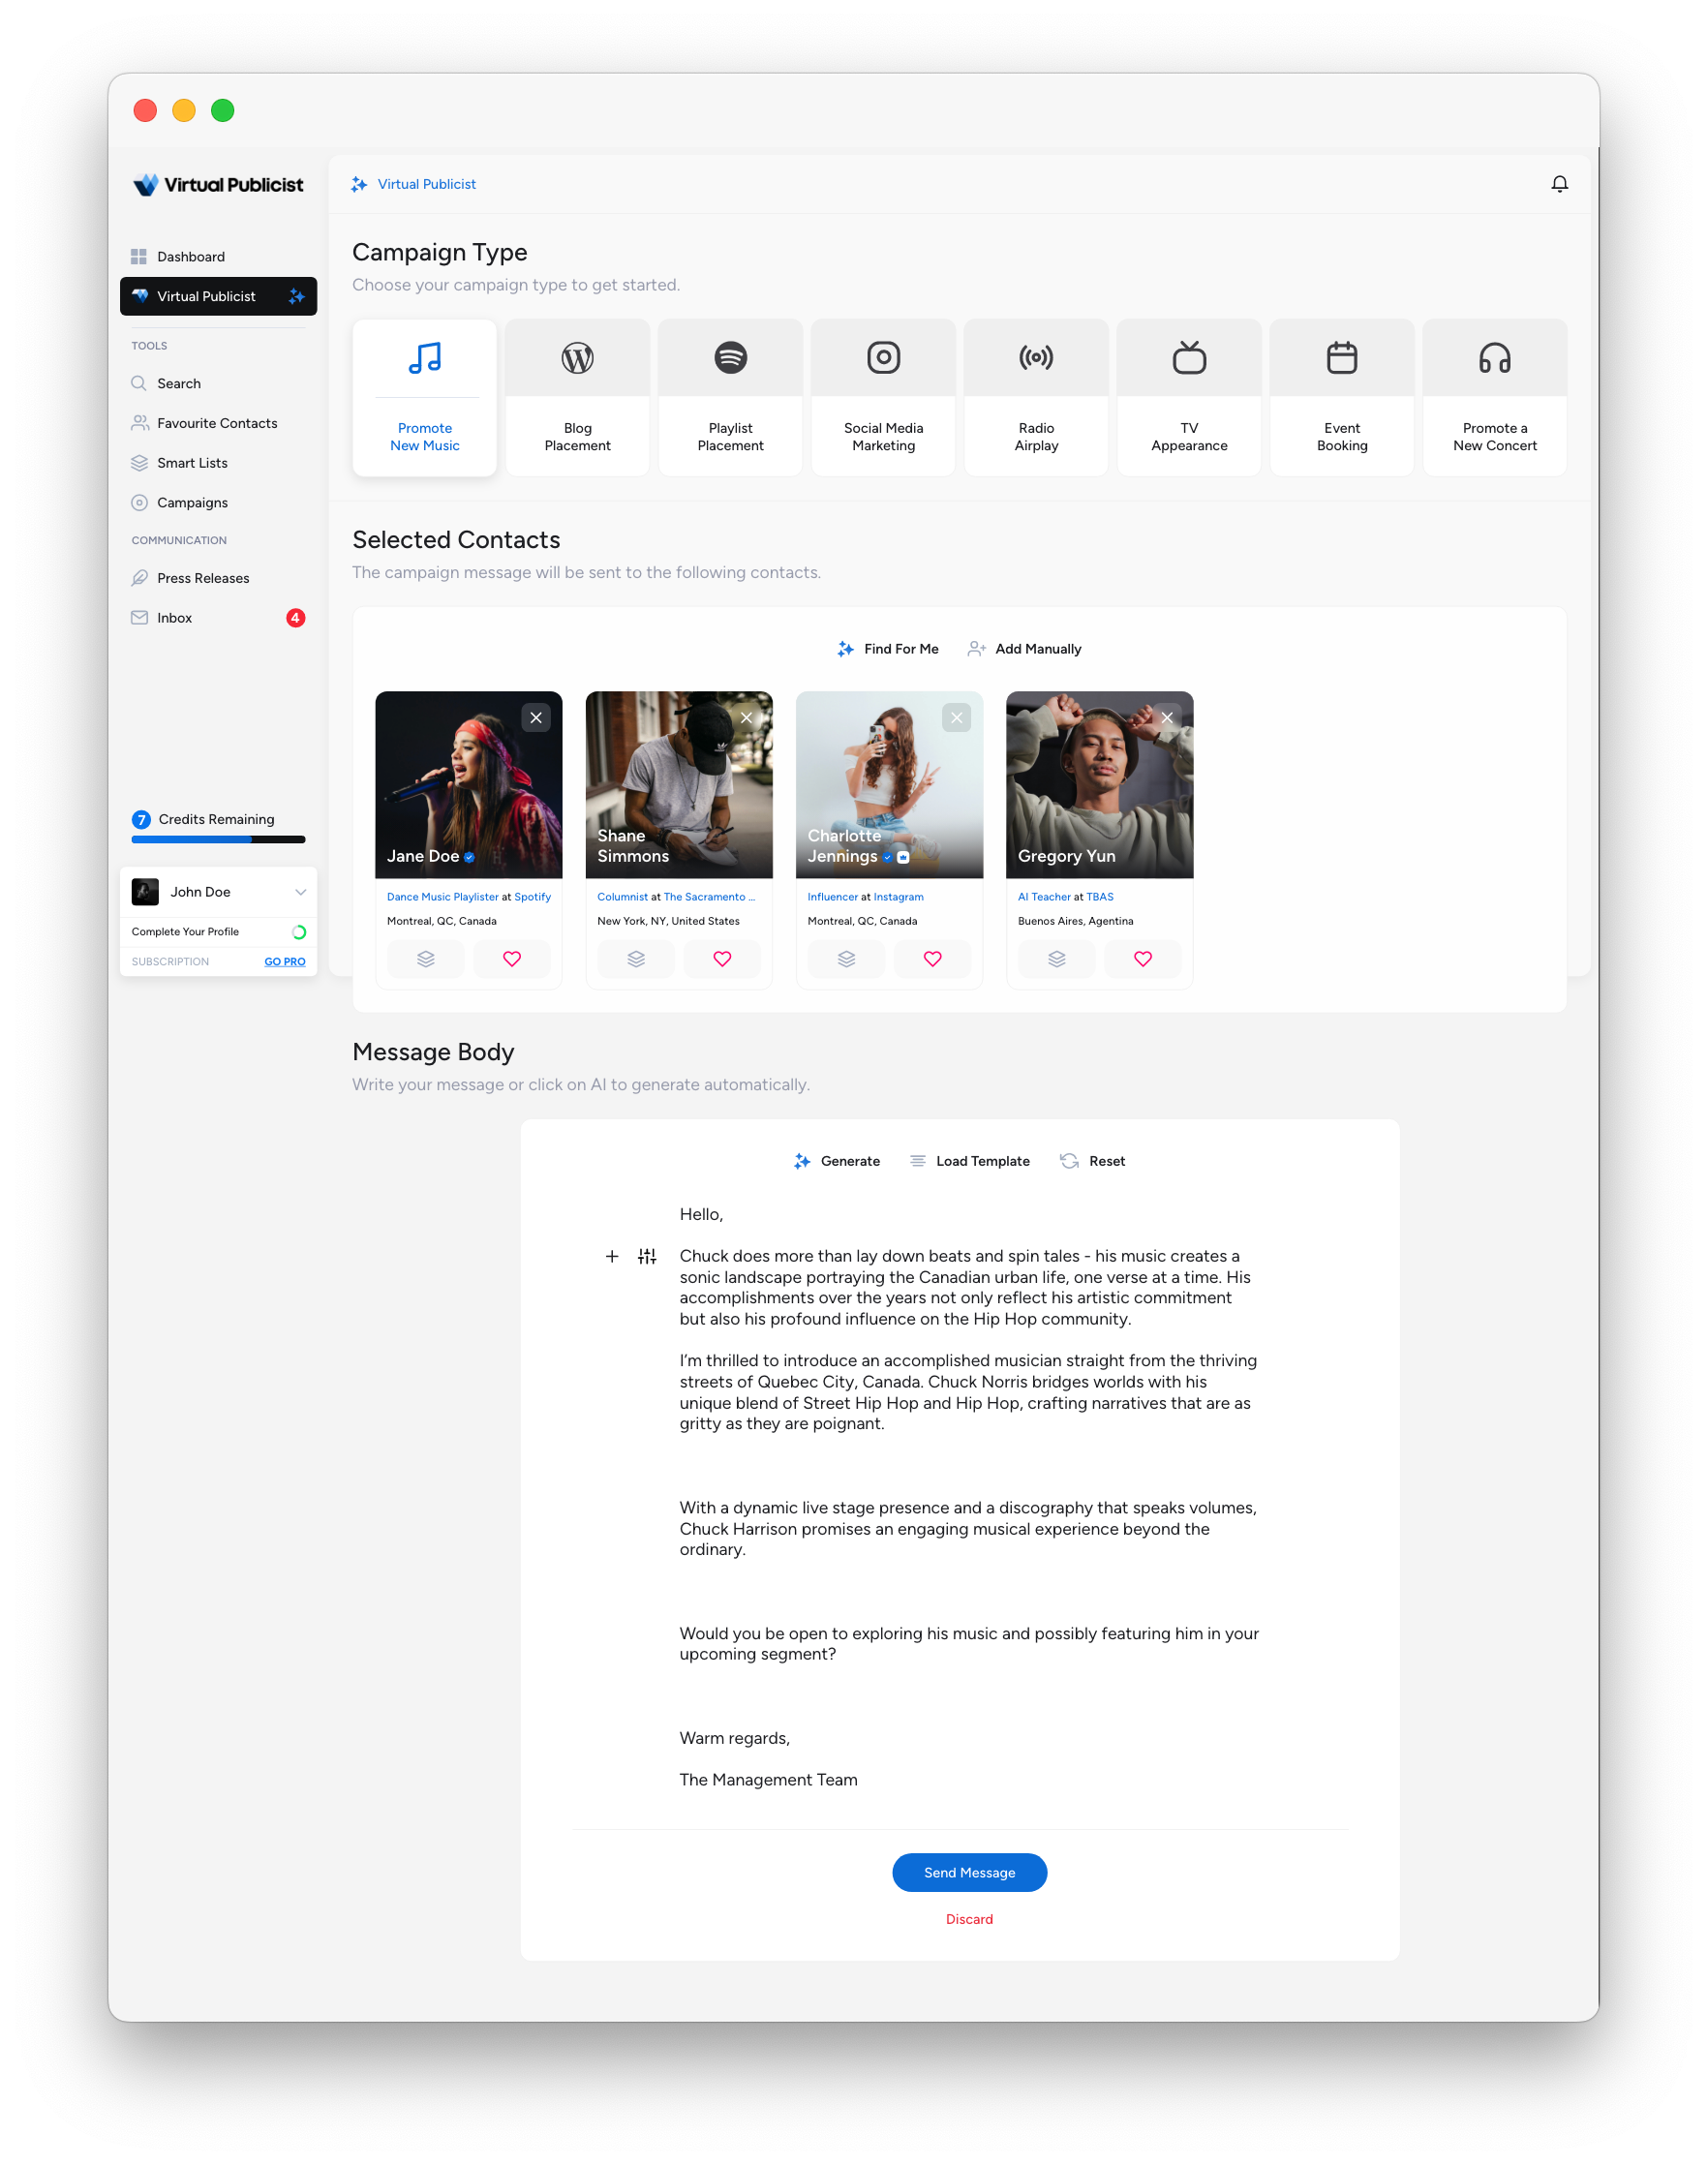 Virtual Publicist
Dashboard
Virtual Publicist
TOOLS
Search
Favourite Contacts
Smart Lists
Campaigns
COMMUNICATION
Press Releases
Inbox
4
7
Credits Remaining
John Doe
Complete Your Profile
SUBSCRIPTION
GO PRO
Virtual Publicist
Campaign Type
Choose your campaign type to get started.
Promote
New Music
Blog
Placement
Playlist
Placement
Social Media
Marketing
Radio
Airplay
TV
Appearance
Event
Booking
Promote a
New Concert
Selected Contacts
The campaign message will be sent to the following contacts.
Find For Me
Add Manually
Jane Doe
Dance Music Playlister at Spotify
Montreal, QC, Canada
Shane
Simmons
Columnist at The Sacramento ...
New York, NY, United States
Charlotte
Jennings
Influencer at Instagram
Montreal, QC, Canada
Gregory Yun
AI Teacher at TBAS
Buenos Aires, Agentina
Message Body
Write your message or click on AI to generate automatically.
Generate
Load Template
Reset
Hello,
Chuck does more than lay down beats and spin tales - his music creates a
sonic landscape portraying the Canadian urban life, one verse at a time. His
accomplishments over the years not only reflect his artistic commitment
but also his profound influence on the Hip Hop community.
I'm thrilled to introduce an accomplished musician straight from the thriving
streets of Quebec City, Canada. Chuck Norris bridges worlds with his
unique blend of Street Hip Hop and Hip Hop, crafting narratives that are as
gritty as they are poignant.
With a dynamic live stage presence and a discography that speaks volumes,
Chuck Harrison promises an engaging musical experience beyond the
ordinary.
Would you be open to exploring his music and possibly featuring him in your
upcoming segment?
Warm regards,
The Management Team
Send Message
Discard